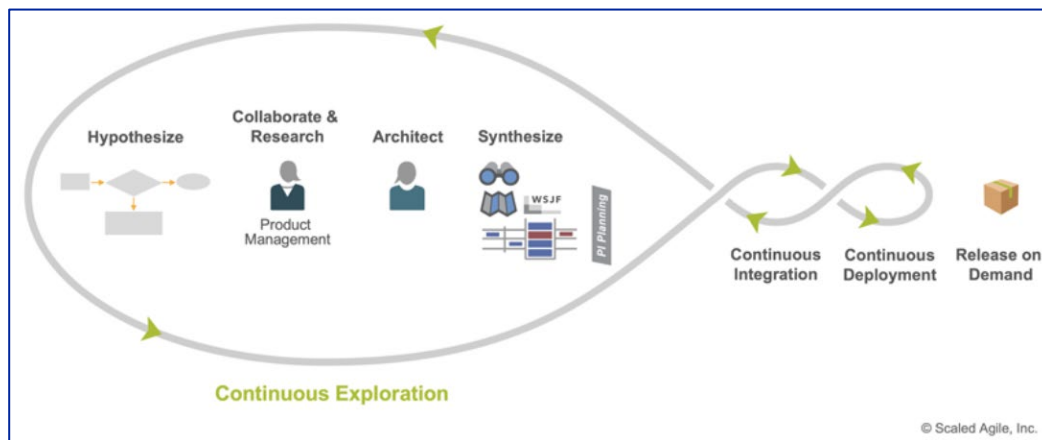 Hypothesize
Collaborate &
Research
Product
Management
Architect
Synthesize
WSJF
PI Planning
Continuous
Integration
Continuous
Deployment
Release on
Demand
Continuous Exploration
© Scaled Agile, Inc.